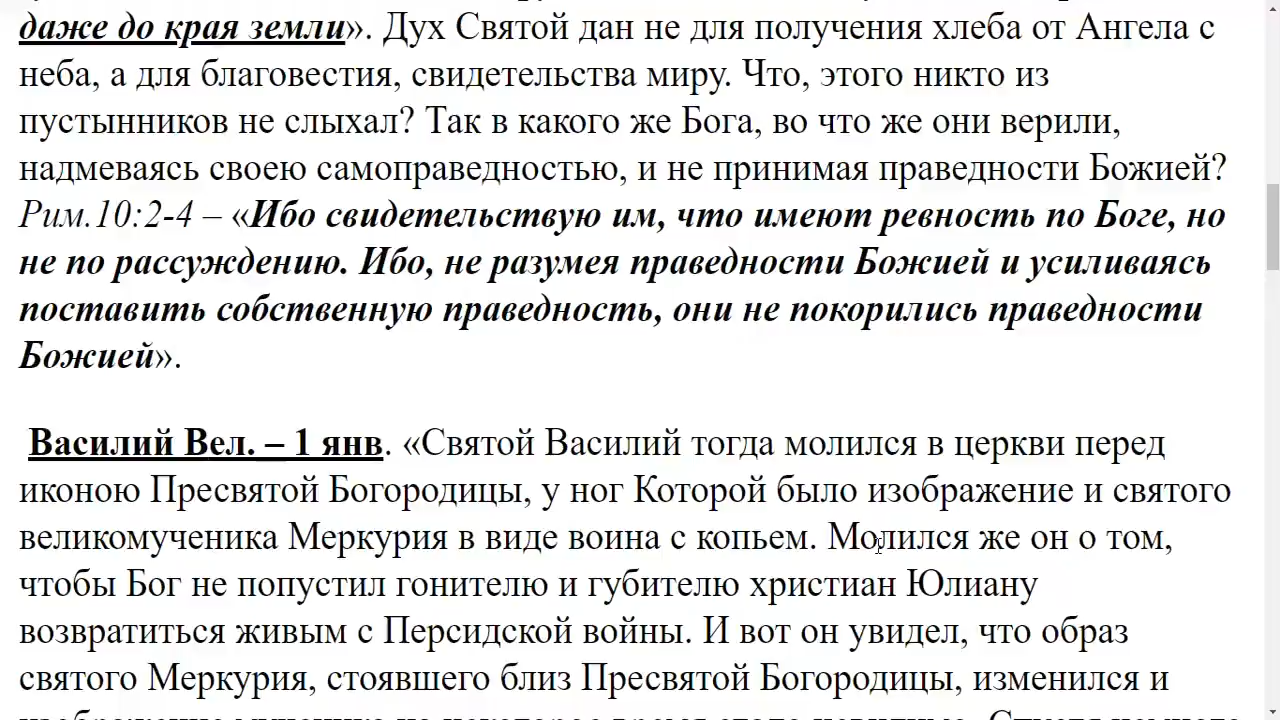 даже до края земли». Дух Святой дан не для получения хлеба от Ангела с
неба, а для благовестия, свидетельства миру. Что, этого никто из
пустынников не слыхал? Так в какого же Бога, во что же они верили,
надмеваясь своею самоправедностью, и не принимая праведности Божией?
Рим.10:2-4 – «Ибо свидетельствую им, что имеют ревность по Боге, но
не по рассуждению. Ибо, не разумея праведности Божией и усиливаясь
поставить собственную праведность, они не покорились праведности
Божией».
Василий Вел. – 1 янв. «Святой Василий тогда молился в церкви перед
иконою Пресвятой Богородицы, у ног Которой было изображение и святого
великомученика Меркурия в виде воина с копьем. Молился же он о том,
чтобы Бог не попустил гонителю и губителю христиан Юлиану
возвратиться живым с Персидской войны. И вот он увидел, что образ
святого Меркурия, стоявшего близ Пресвятой Богородицы, изменился и